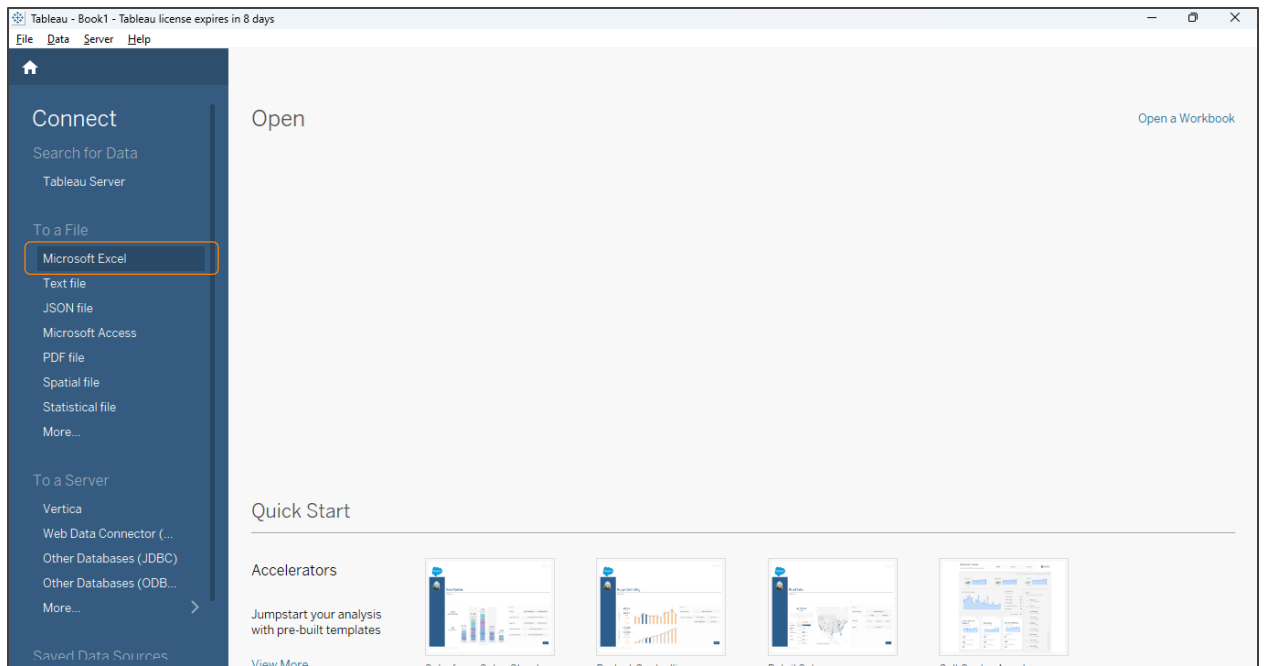 Tableau - Book1 - Tableau license expires in 8 days
File Data Server Help
Connect
Search for Data
Tableau Server
To a File
Microsoft Excel
Text file
JSON file
Microsoft Access
PDF file
Spatial file
Statistical file
More...
To a Server
Vertica
Web Data Connector (...
Other Databases (JDBC)
Other Databases (ODB...
More...
Saved Data Sources
Open
Open a Workbook
Quick Start
Accelerators
Jumpstart your analysis
with pre-built templates
View More